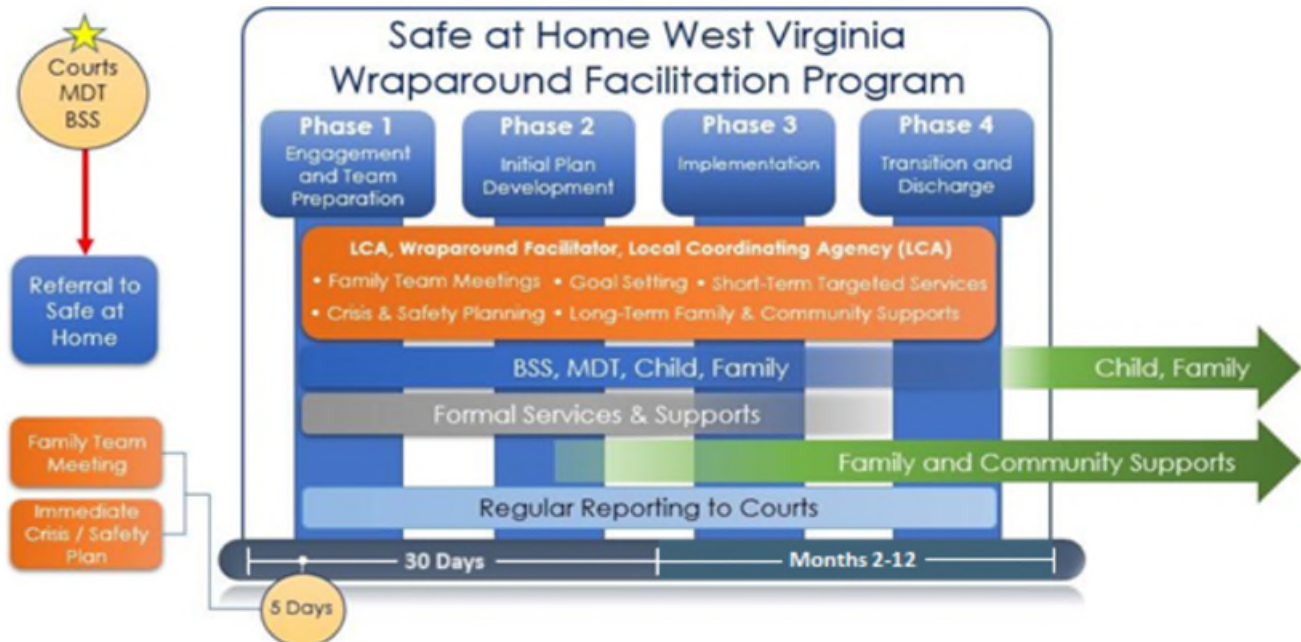 Courts
MDT
BSS
Referral to
Safe at
Home
Family Team
Meeting
Immediate
Crisis / Safety
Plan
5 Days
Safe at Home West Virginia
Wraparound Facilitation Program
Phase 1
Engagement
and Team
Preparation
Phase 2
Initial Plan
Development
Phase 3
Implementation
Phase 4
Transition and
Discharge
LCA, Wraparound Facilitator, Local Coordinating Agency (LCA)
• Family Team Meetings • Goal Setting • Short-Term Targeted Services
• Crisis & Safety Planning • Long-Term Family & Community Supports
BSS, MDT, Child, Family
Child, Family
Formal Services & Supports
Family and Community Supports
Regular Reporting to Courts
30 Days
Months 2-12